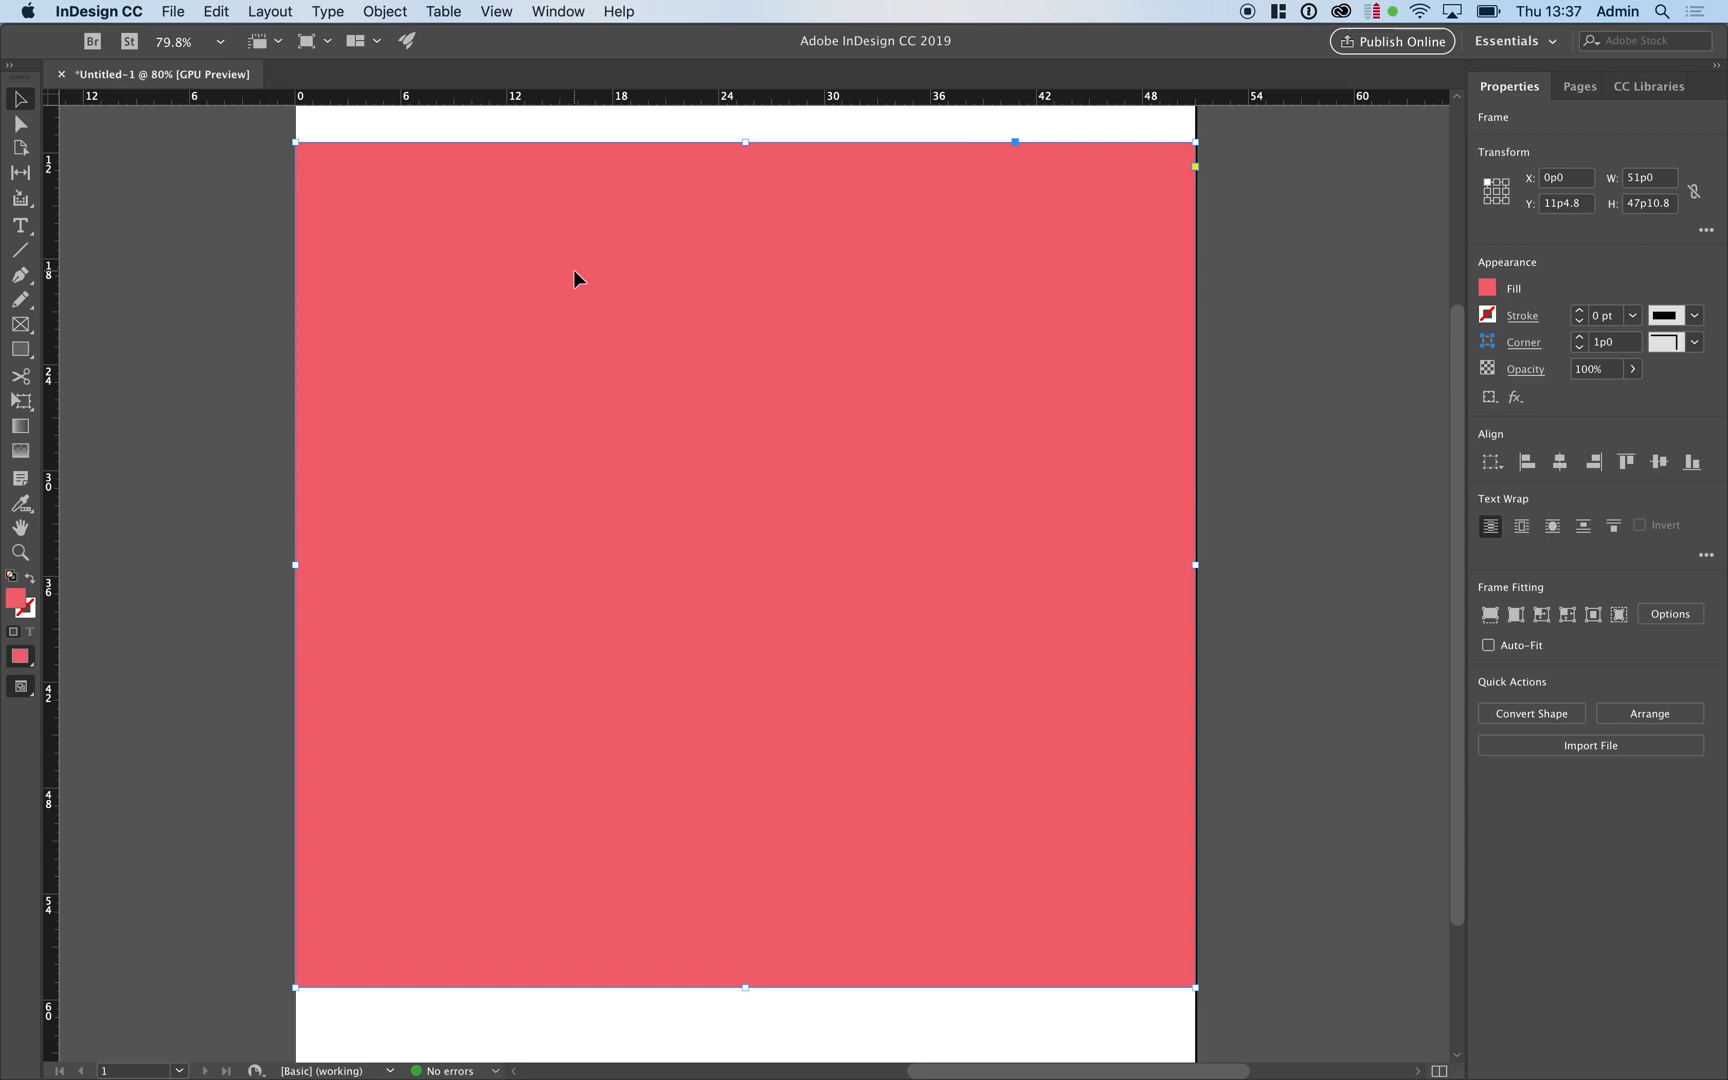 InDesign CC File Edit Layout Type Object Table View Window Help Thu 13:37 Admin
Br St 79.8% Adobe InDesign CC 2019 Publish Online Essentials Adobe Stock
*Untitled-1 @ 80% [GPU Preview]
12 6 0 6 12 18 24 30 36 42 48 54 60
Properties Pages CC Libraries
Frame
Transform
X: 0p0 W: 51p0
Y: 11p4.8 H: 47p10.8
Appearance
Fill
Stroke 0 pt
Corner 1p0
Opacity 100%
fx.
Align
Text Wrap
Invert
Frame Fitting
Options
Auto-Fit
Quick Actions
Convert Shape Arrange
Import File
12
18
24
30
36
42
48
54
60
T
T
1 [Basic] (working) No errors